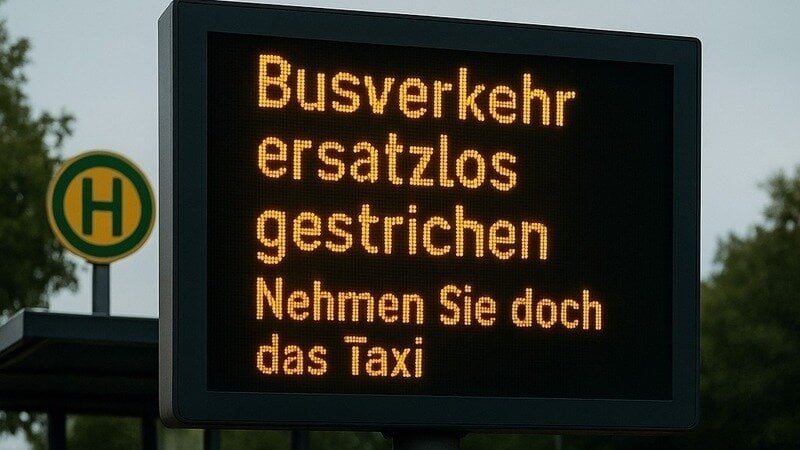 H
Busverkehr
ersatzlos
gestrichen
Nehmen Sie doch
das Taxi